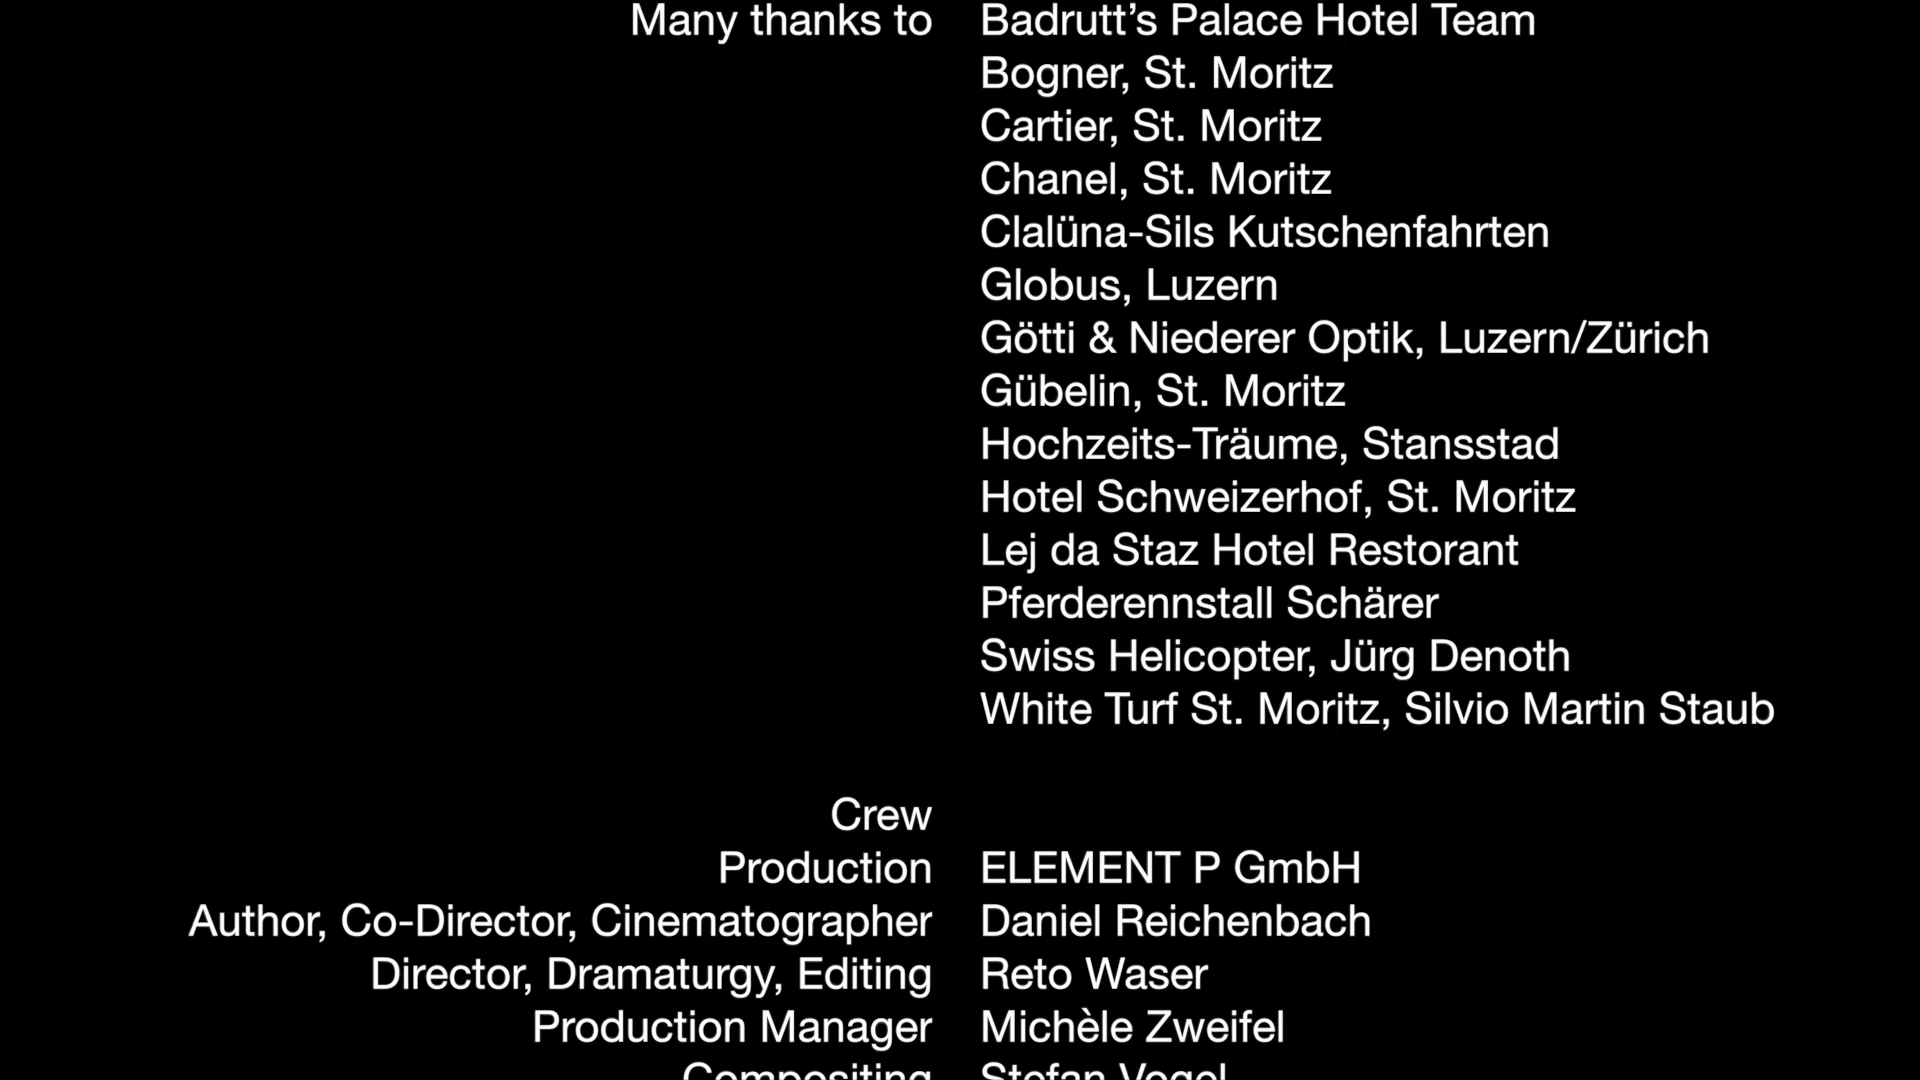 Many thanks to Badrutt’s Palace Hotel Team
Bogner, St. Moritz
Cartier, St. Moritz
Chanel, St. Moritz
Clalüna-Sils Kutschenfahrten
Globus, Luzern
Götti & Niederer Optik, Luzern/Zürich
Gübelin, St. Moritz
Hochzeits-Träume, Stansstad
Hotel Schweizerhof, St. Moritz
Lej da Staz Hotel Restorant
Pferderennstall Schärer
Swiss Helicopter, Jürg Denoth
White Turf St. Moritz, Silvio Martin Staub
Crew
Production ELEMENT P GmbH
Author, Co-Director, Cinematographer Daniel Reichenbach
Director, Dramaturgy, Editing Reto Waser
Production Manager Michèle Zweifel
Compositing Stefan Vogel